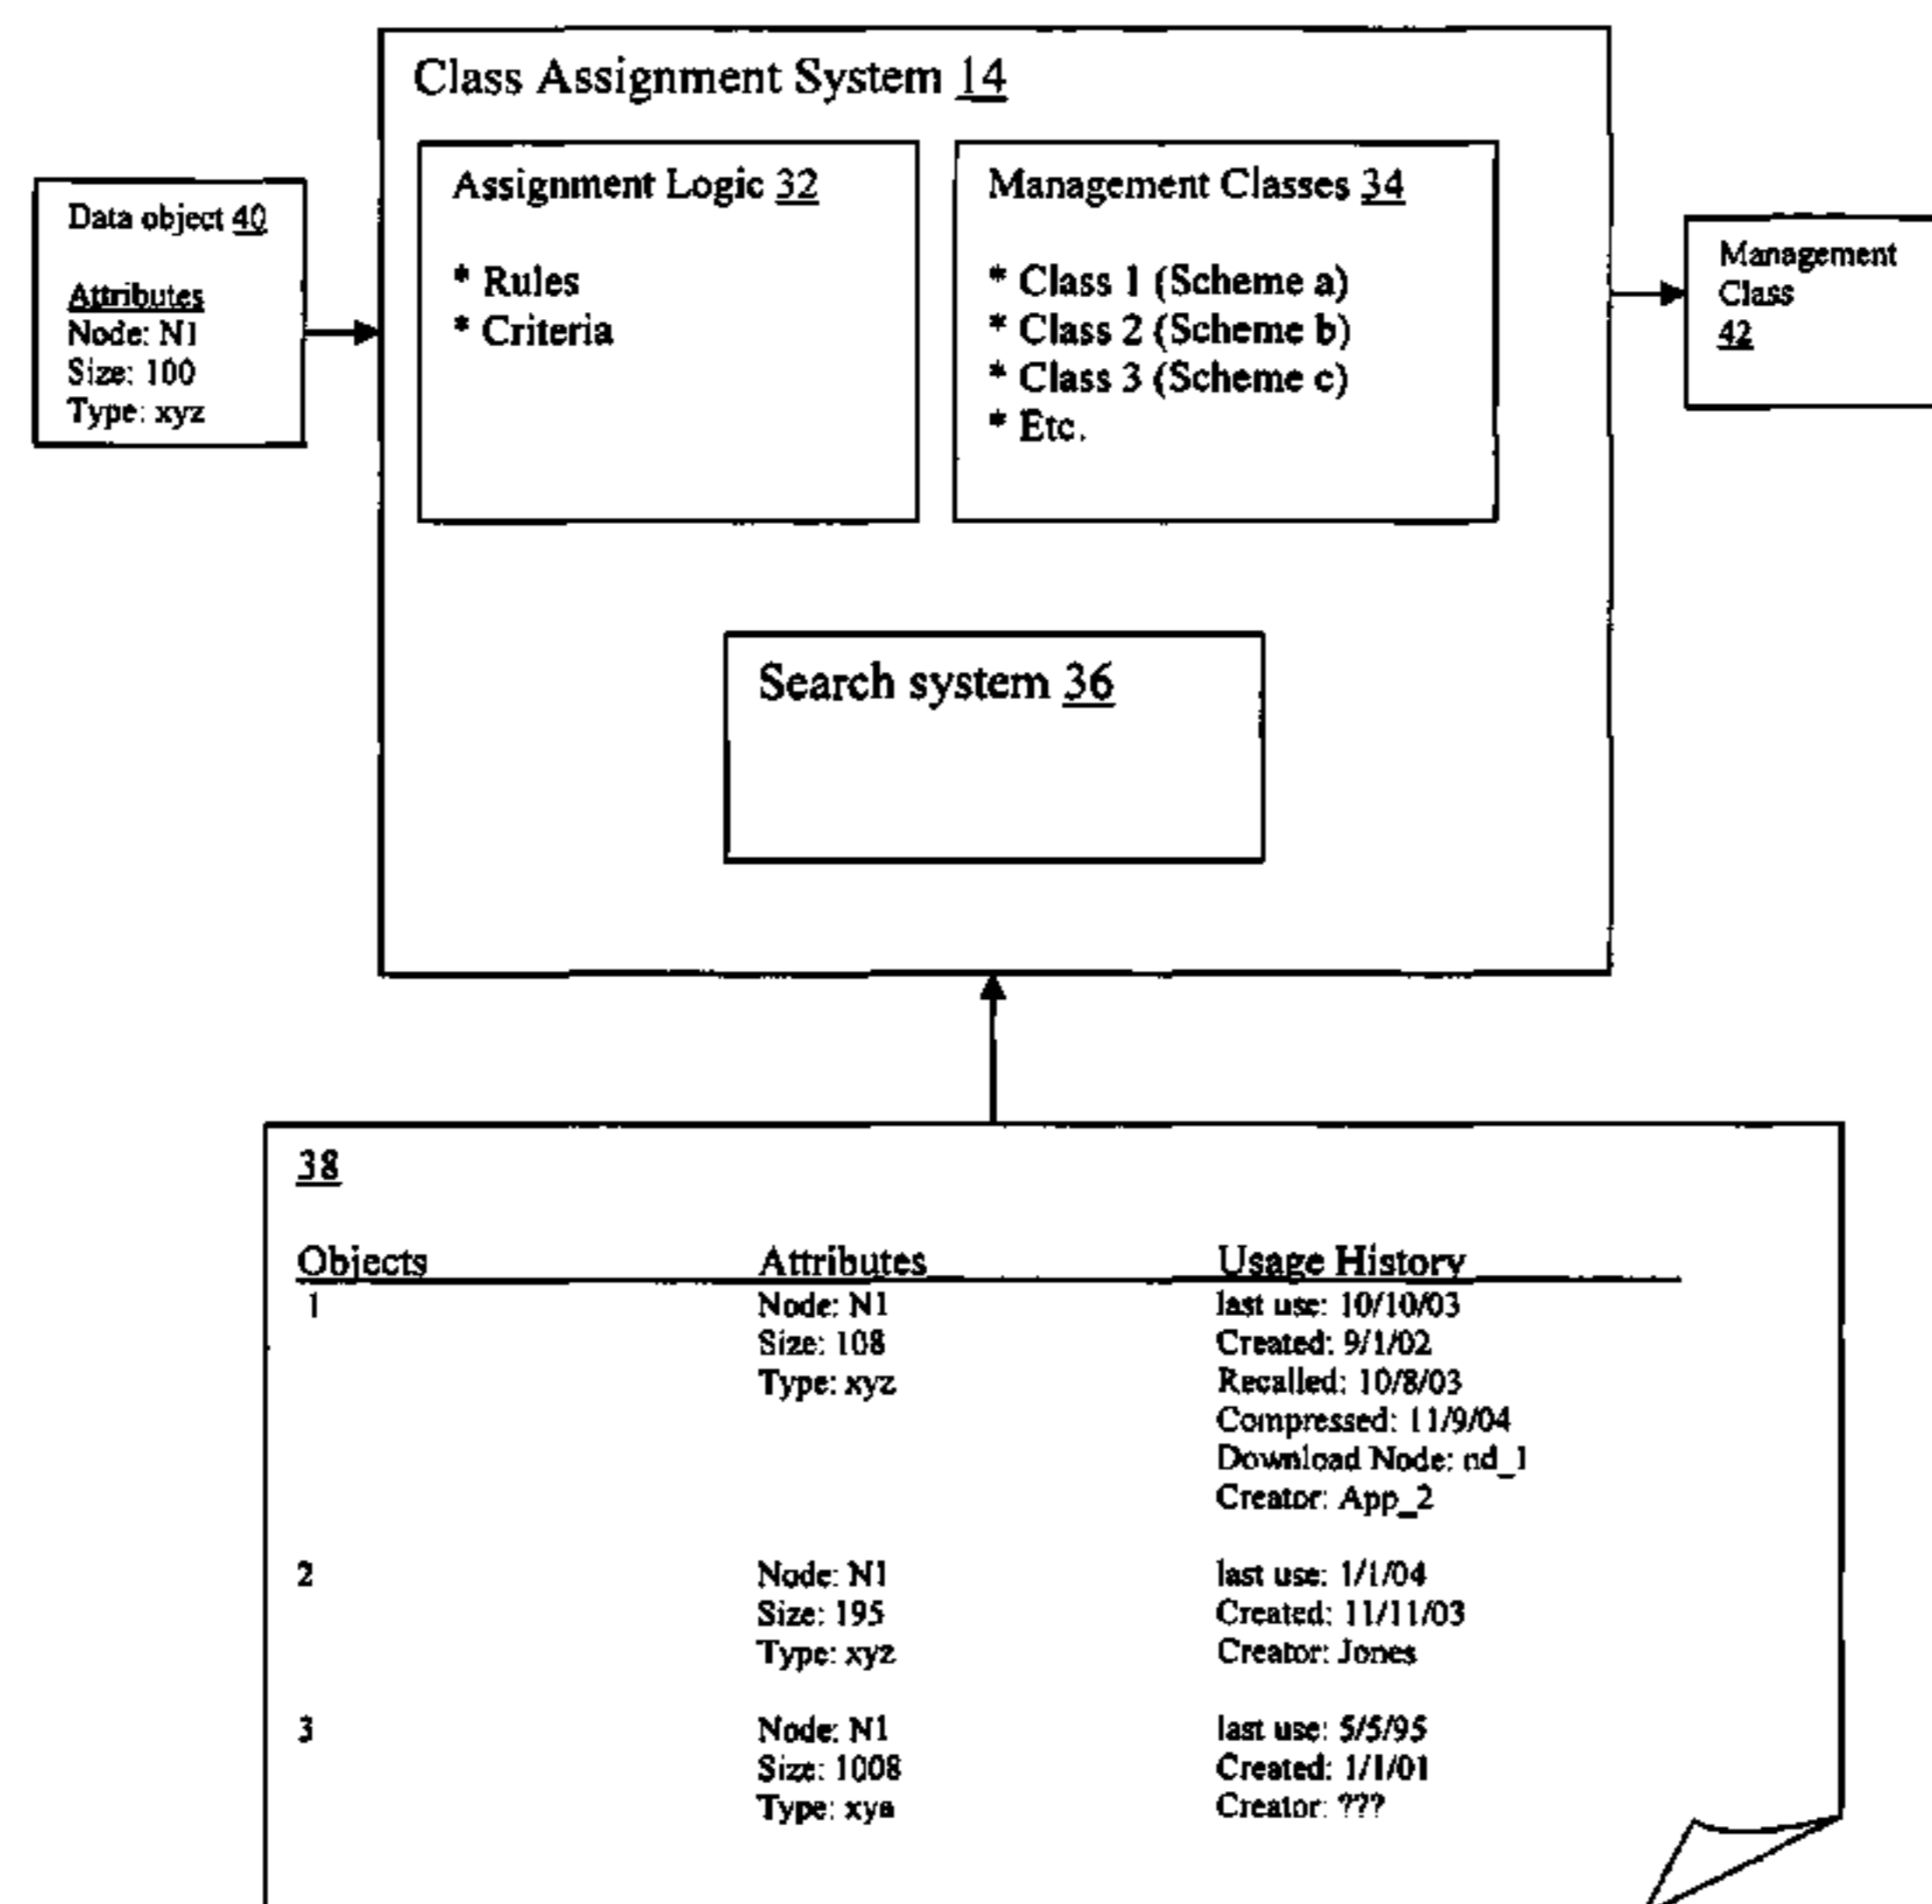 Class Assignment System 14
Data object 40
Attributes
Node: N1
Size: 100
Type: xyz
Assignment Logic 32
* Rules
* Criteria
Management Classes 34
* Class 1 (Scheme a)
* Class 2 (Scheme b)
* Class 3 (Scheme c)
* Etc.
Management
Class
42
Search system 36
38
Objects Attributes Usage History
1 Node: N1 last use: 10/10/03
Size: 108 Created: 9/1/02
Type: xyz Recalled: 10/8/03
Compressed: 11/9/04
Download Node: nd_1
Creator: App_2
2 Node: N1 last use: 1/1/04
Size: 195 Created: 11/11/03
Type: xyz Creator: Jones
3 Node: N1 last use: 5/5/95
Size: 1008 Created: 1/1/01
Type: xya Creator: ???